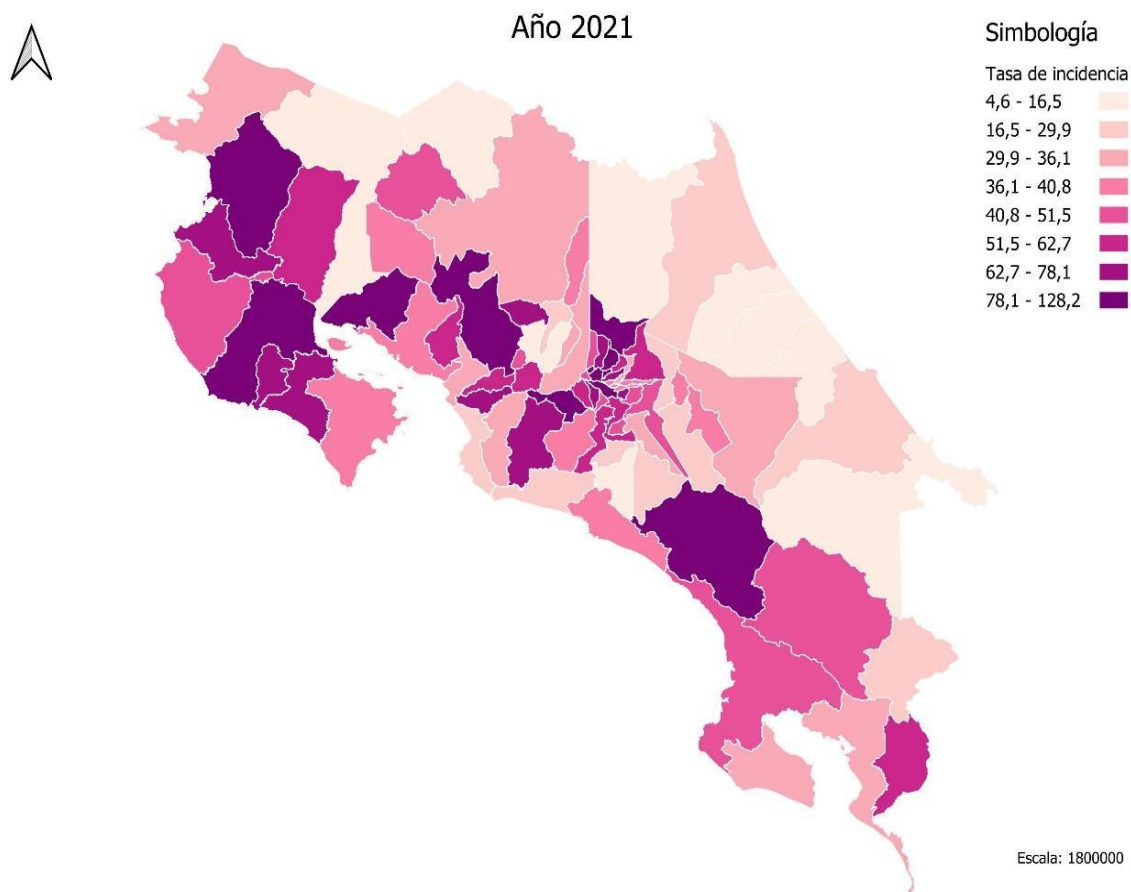 Año 2021
Simbología
Tasa de incidencia
4,6 - 16,5
16,5 - 29,9
29,9 - 36,1
36,1 - 40,8
40,8 - 51,5
51,5 - 62,7
62,7 - 78,1
78,1 - 128,2
Escala: 1800000